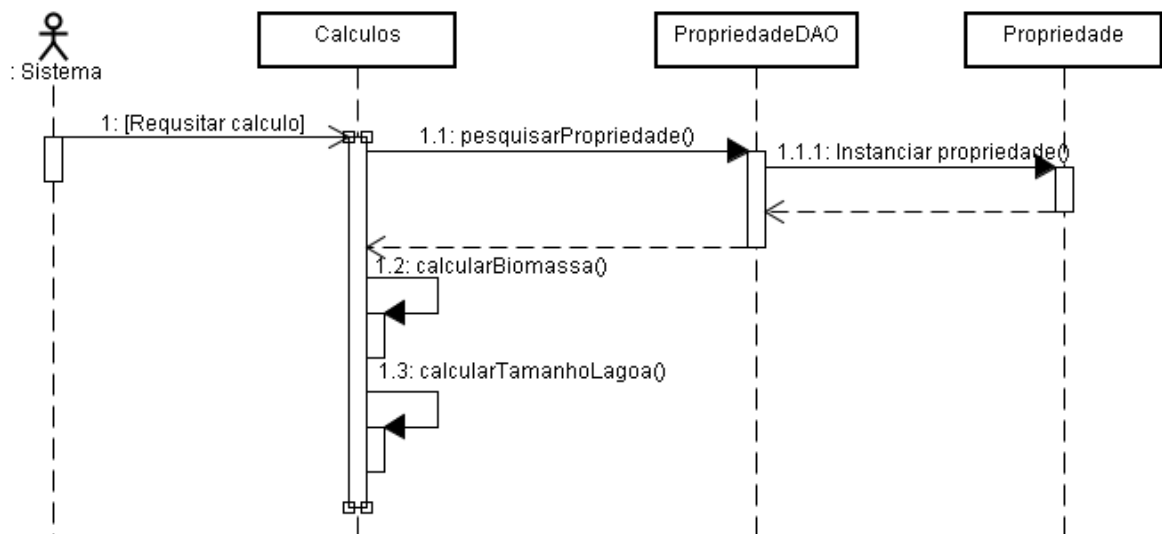 Calculos
PropriedadeDAO
Propriedade
: Sistema
1: [Requsitar calculo]
1.1: pesquisarPropriedade()
1.1.1: Instanciar propriedade()
1.2: calcularBiomassa()
1.3: calcularTamanhoLagoa()